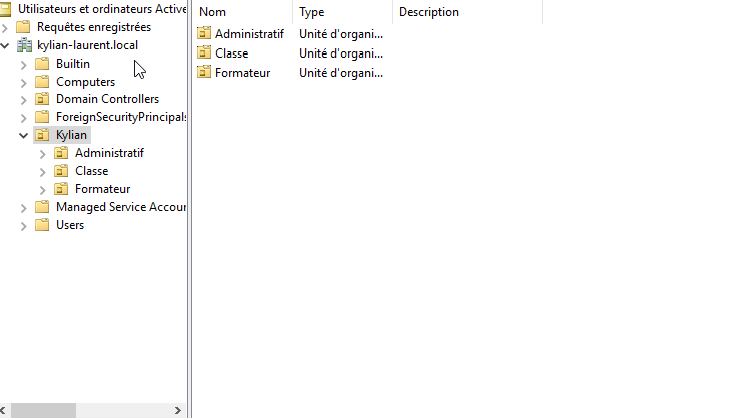 Utilisateurs et ordinateurs Active
Requêtes enregistrées
kylian-laurent.local
Builtin
Computers
Domain Controllers
ForeignSecurityPrincipals
Kylian
Administratif
Classe
Formateur
Managed Service Accour
Users
Nom Type Description
Administratif Unité d'organi...
Classe Unité d'organi...
Formateur Unité d'organi...